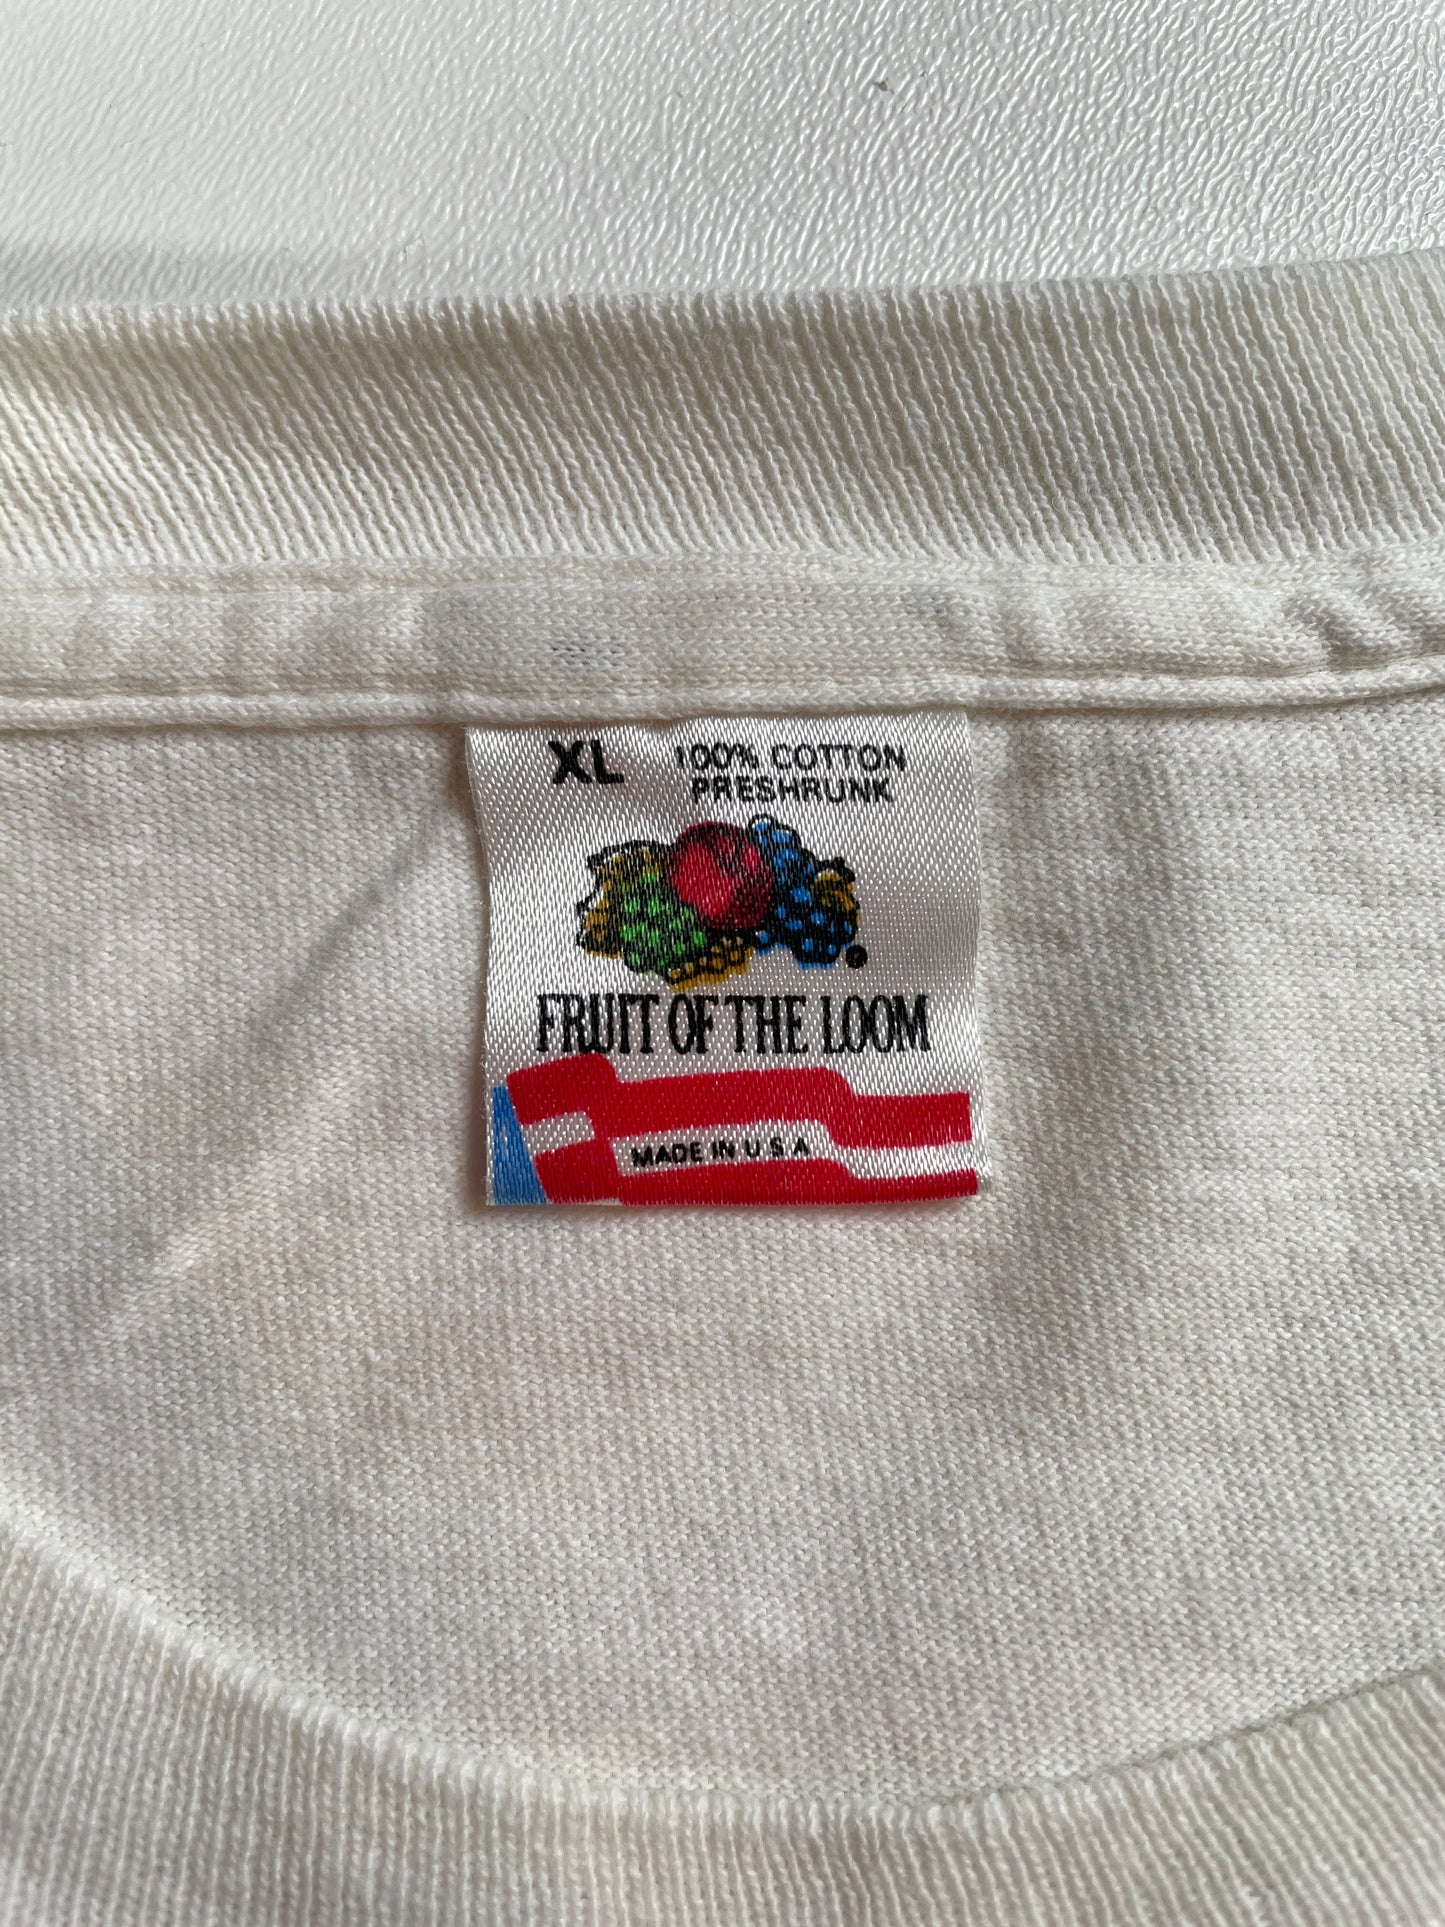 XL 100% COTTON
PRESHRUNK
FRUIT OF THE LOOM
MADE IN U S A